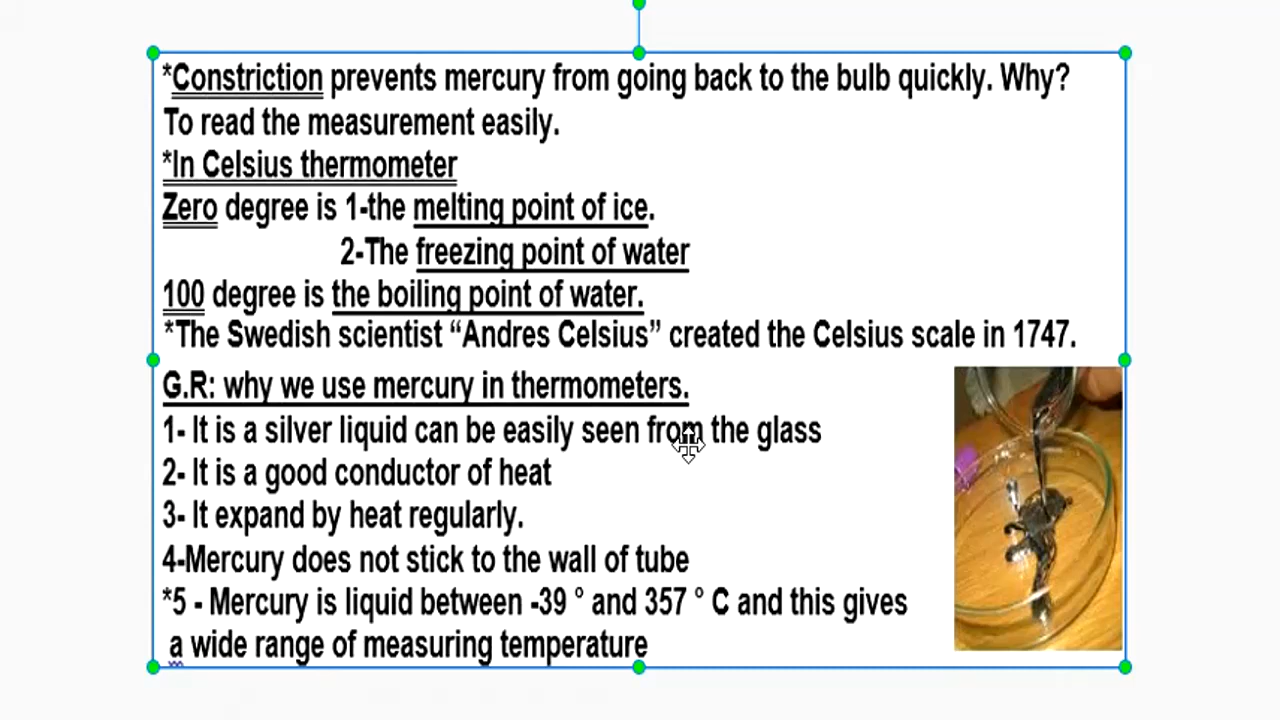 *Constriction prevents mercury from going back to the bulb quickly. Why?
To read the measurement easily.
*In Celsius thermometer
Zero degree is 1-the melting point of ice.
2-The freezing point of water
100 degree is the boiling point of water.
*The Swedish scientist “Andres Celsius” created the Celsius scale in 1747.
G.R: why we use mercury in thermometers.
1- It is a silver liquid can be easily seen from the glass
2- It is a good conductor of heat
3- It expand by heat regularly.
4-Mercury does not stick to the wall of tube
*5 - Mercury is liquid between -39 ° and 357 ° C and this gives
a wide range of measuring temperature